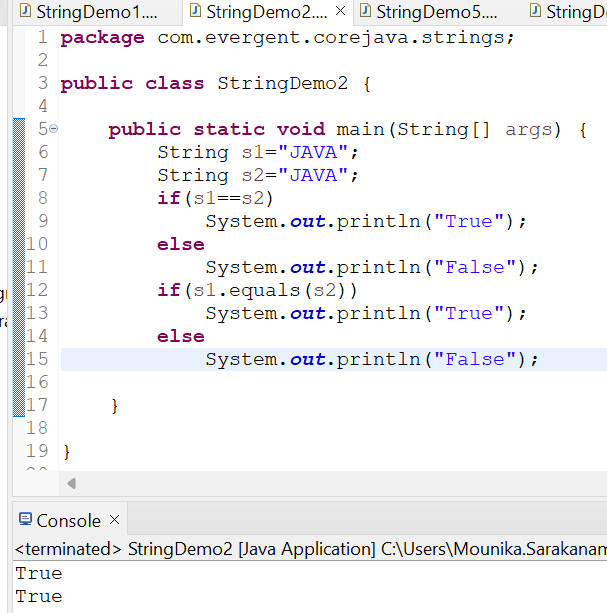 StringDemo1.... StringDemo2.... StringDemo5.... StringD
1 package com.evergent.corejava.strings;
2
3 public class StringDemo2 {
4
5 public static void main(String[] args) {
6 String s1="JAVA";
7 String s2="JAVA";
8 if(s1==s2)
9 System.out.println("True");
10 else
11 System.out.println("False");
12 if(s1.equals(s2))
13 System.out.println("True");
14 else
15 System.out.println("False");
16
17 }
18
19 }
Console
<terminated> StringDemo2 [Java Application] C:\Users\Mounika.Sarakanam
True
True